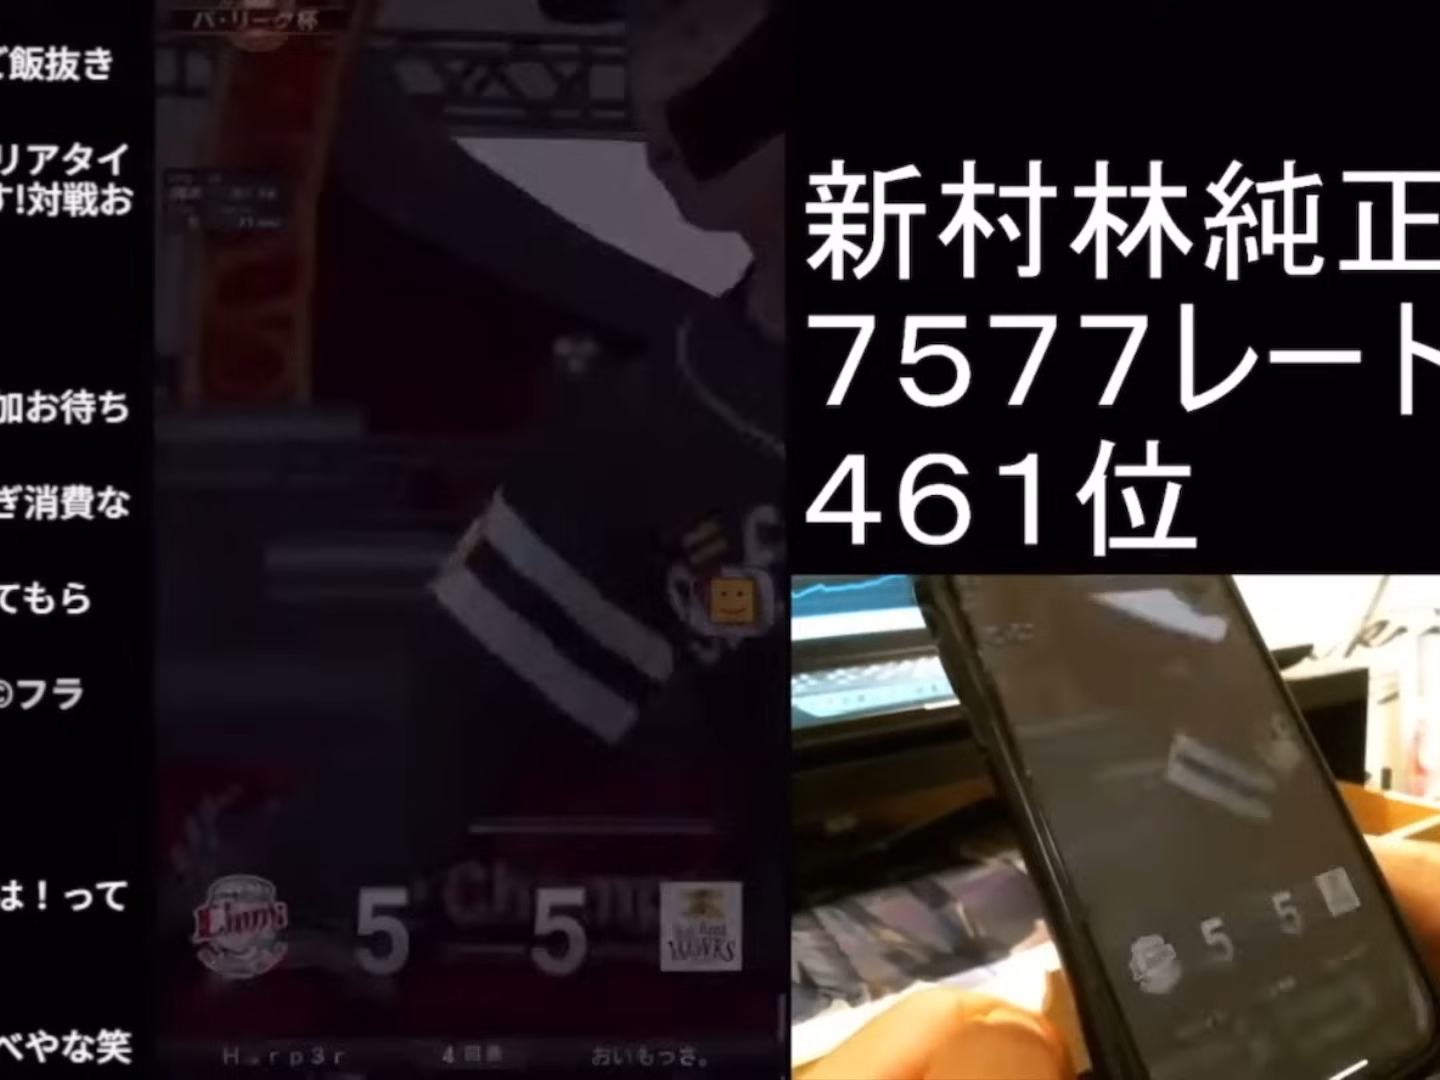 パ・リーグ杯
ご飯抜き
リアタイ
す!対戦お
加お待ち
ぎ消費な
てもら
©フラ
は！って
べやな笑
新村林純正
7577レート
461位
Lions
5
5
WORKS
4回表
おいもっさ。